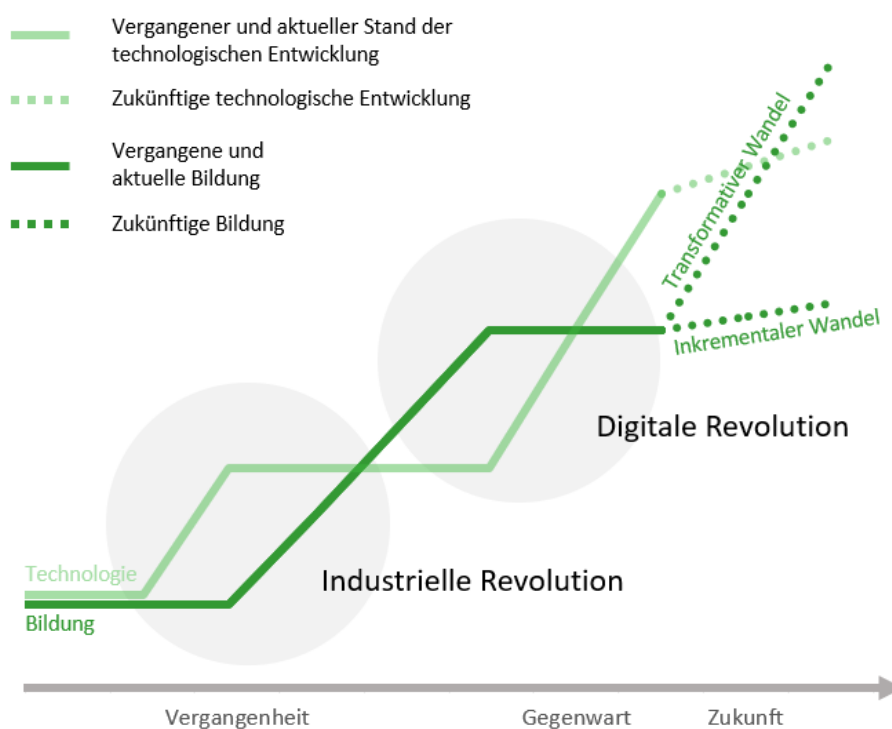 Vergangener und aktueller Stand der
technologischen Entwicklung
Zukünftige technologische Entwicklung
Vergangene und
aktuelle Bildung
Zukünftige Bildung
Transformativer Wandel
Inkrementaler Wandel
Digitale Revolution
Industrielle Revolution
Technologie
Bildung
Vergangenheit
Gegenwart
Zukunft